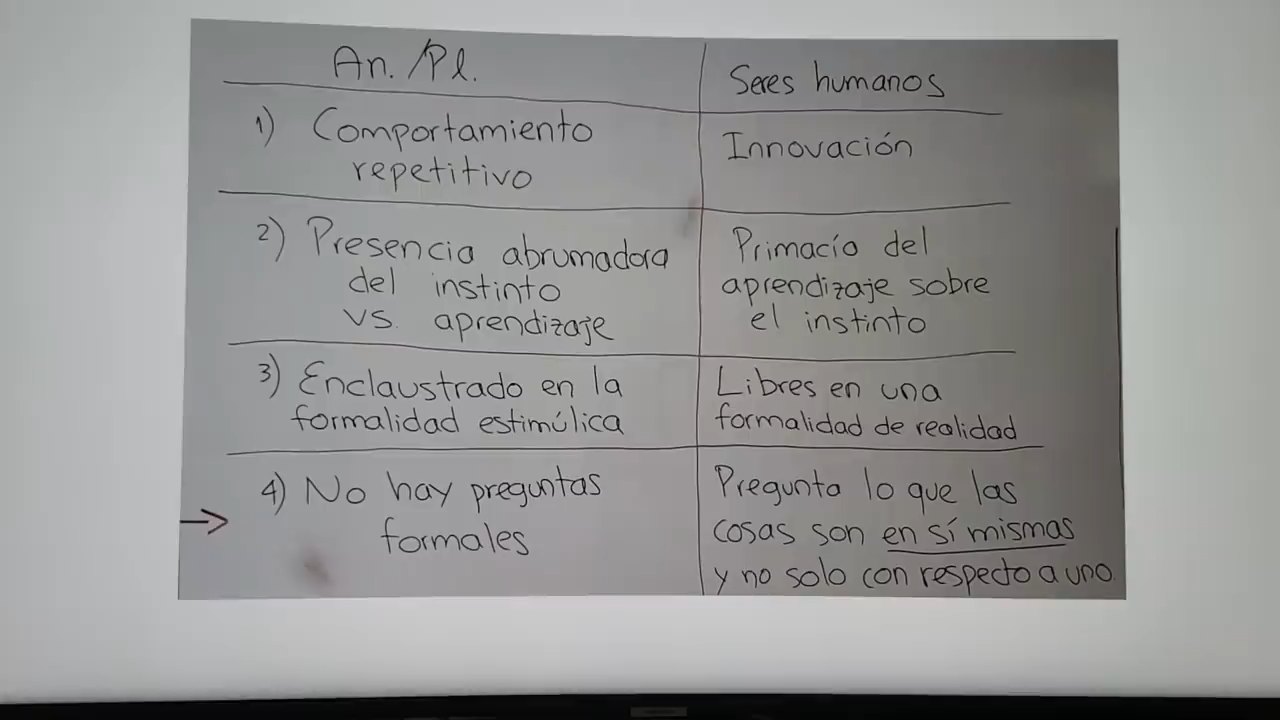 An./Pl.
Seres humanos
1) Comportamiento
repetitivo
Innovación
2) Presencia abrumadora
del instinto
vs. aprendizaje
Primacío del
aprendizaje sobre
el instinto
3) Enclaustrado en la
formalidad estimúlica
Libres en una
formalidad de realidad
→ 4) No hay preguntas
formales
Pregunta lo que las
cosas son en sí mismas
y no solo con respecto a uno.